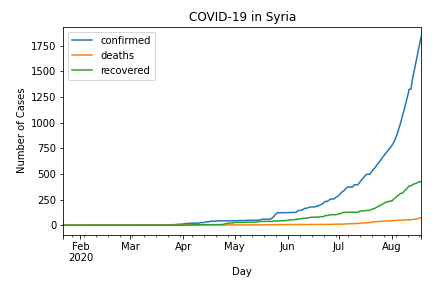 COVID-19 in Syria
confirmed
deaths
recovered
Number of Cases
1750
1500
1250
1000
750
500
250
0
Feb Mar Apr May Jun Jul Aug
2020
Day